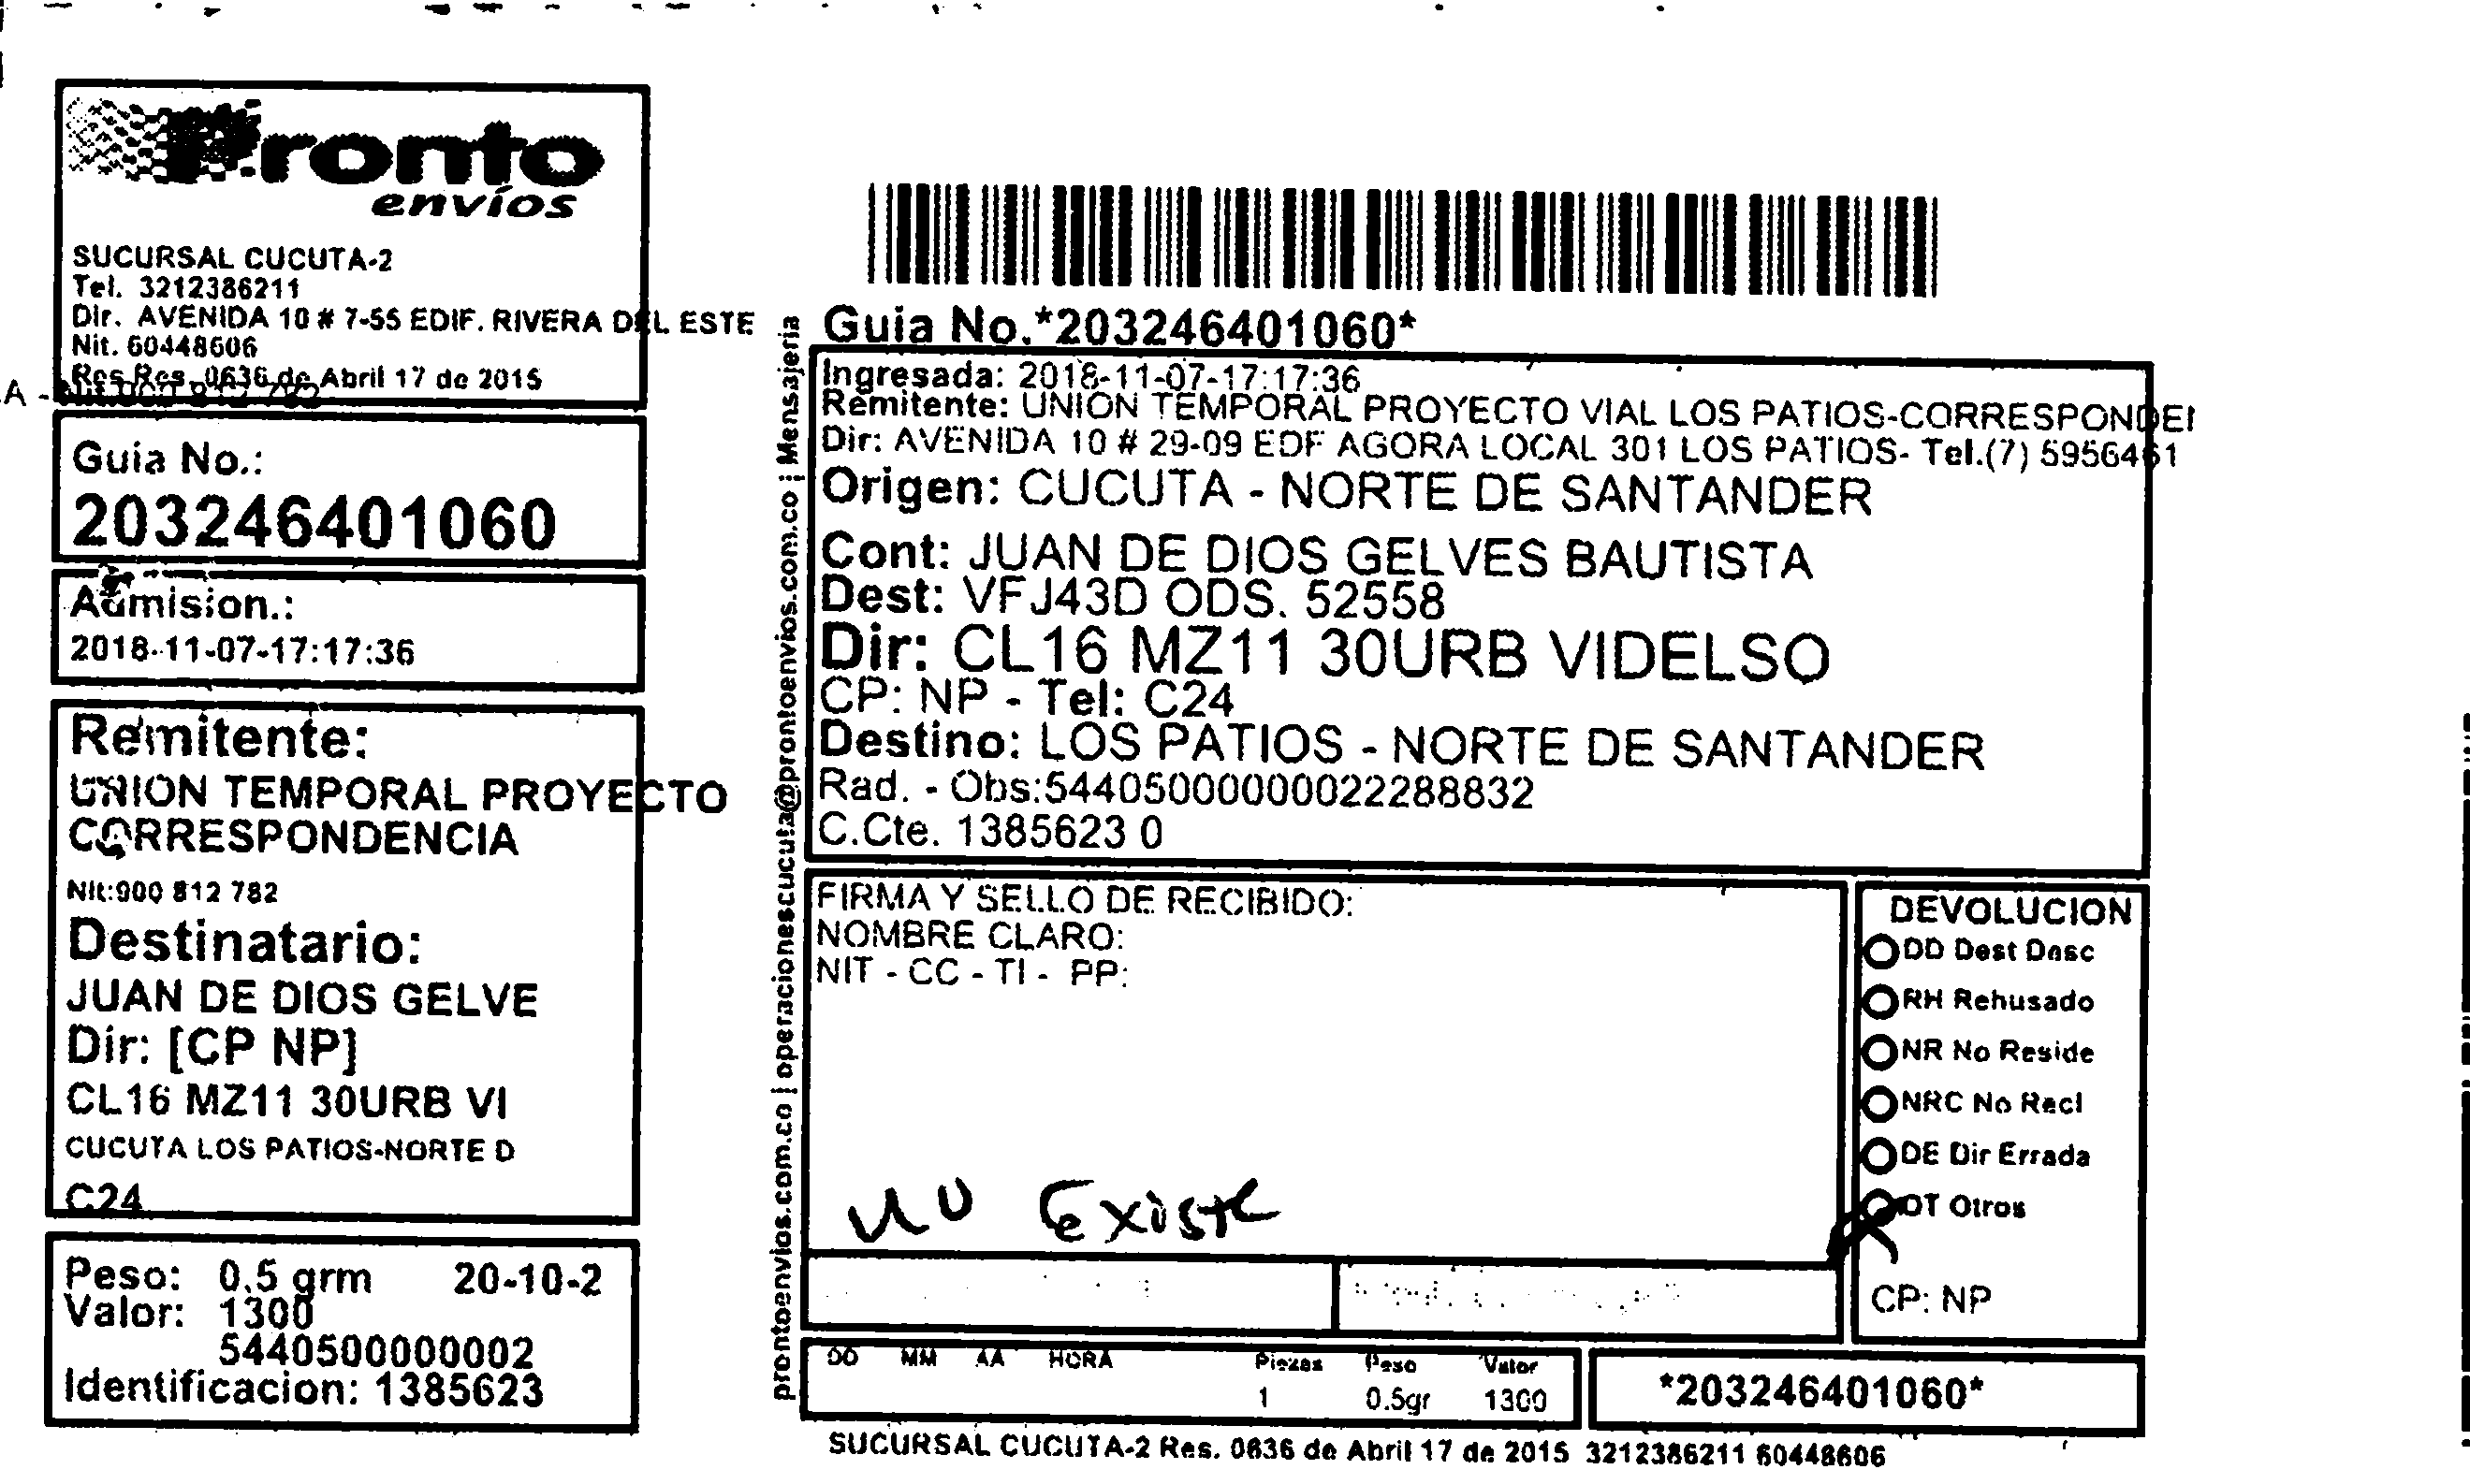 Pronto
envíos
SUCURSAL CUCUTA-2
Tel. 3212386211
Dir. AVENIDA 10 # 7-55 EDIF. RIVERA DEL ESTE
Nit. 60448606
Res Res. 0636 de Abril 17 de 2015
Guia No.:
203246401060
Admision.:
2018-11-07-17:17:36
Remitente:
UNION TEMPORAL PROYECTO
CORRESPONDENCIA
Nit:900 812 782
Destinatario:
JUAN DE DIOS GELVE
Dir: [CP NP]
CL16 MZ11 30URB VI
CUCUTA LOS PATIOS-NORTE D
C24
Peso: 0.5 grm 20-10-2
Valor: 1300
5440500000002
Identificacion: 1385623
prontoenvios.com.co | operacionescucuta@prontoenvios.com.co | Mensajeria
Guia No.*203246401060*
Ingresada: 2018-11-07-17:17:36
Remitente: UNION TEMPORAL PROYECTO VIAL LOS PATIOS-CORRESPONDEI
Dir: AVENIDA 10 # 29-09 EDF AGORA LOCAL 301 LOS PATIOS- Tel.(7) 5956461
Origen: CUCUTA - NORTE DE SANTANDER
Cont: JUAN DE DIOS GELVES BAUTISTA
Dest: VFJ43D ODS. 52558
Dir: CL16 MZ11 30URB VIDELSO
CP: NP - Tel: C24
Destino: LOS PATIOS - NORTE DE SANTANDER
Rad. - Obs:544050000000022288832
C.Cte. 1385623 0
FIRMA Y SELLO DE RECIBIDO:
NOMBRE CLARO:
NIT - CC - TI - PP:
NO Existe
DEVOLUCION
DD Dest Desc
RH Rehusado
NR No Reside
NRC No Recl
DE Dir Errada
OT Otros
CP: NP
DD MM AA HORA Piezas Peso Valor
1 0.5gr 1300
*203246401060*
SUCURSAL CUCUTA-2 Res. 0636 de Abril 17 de 2015 3212386211 60448606